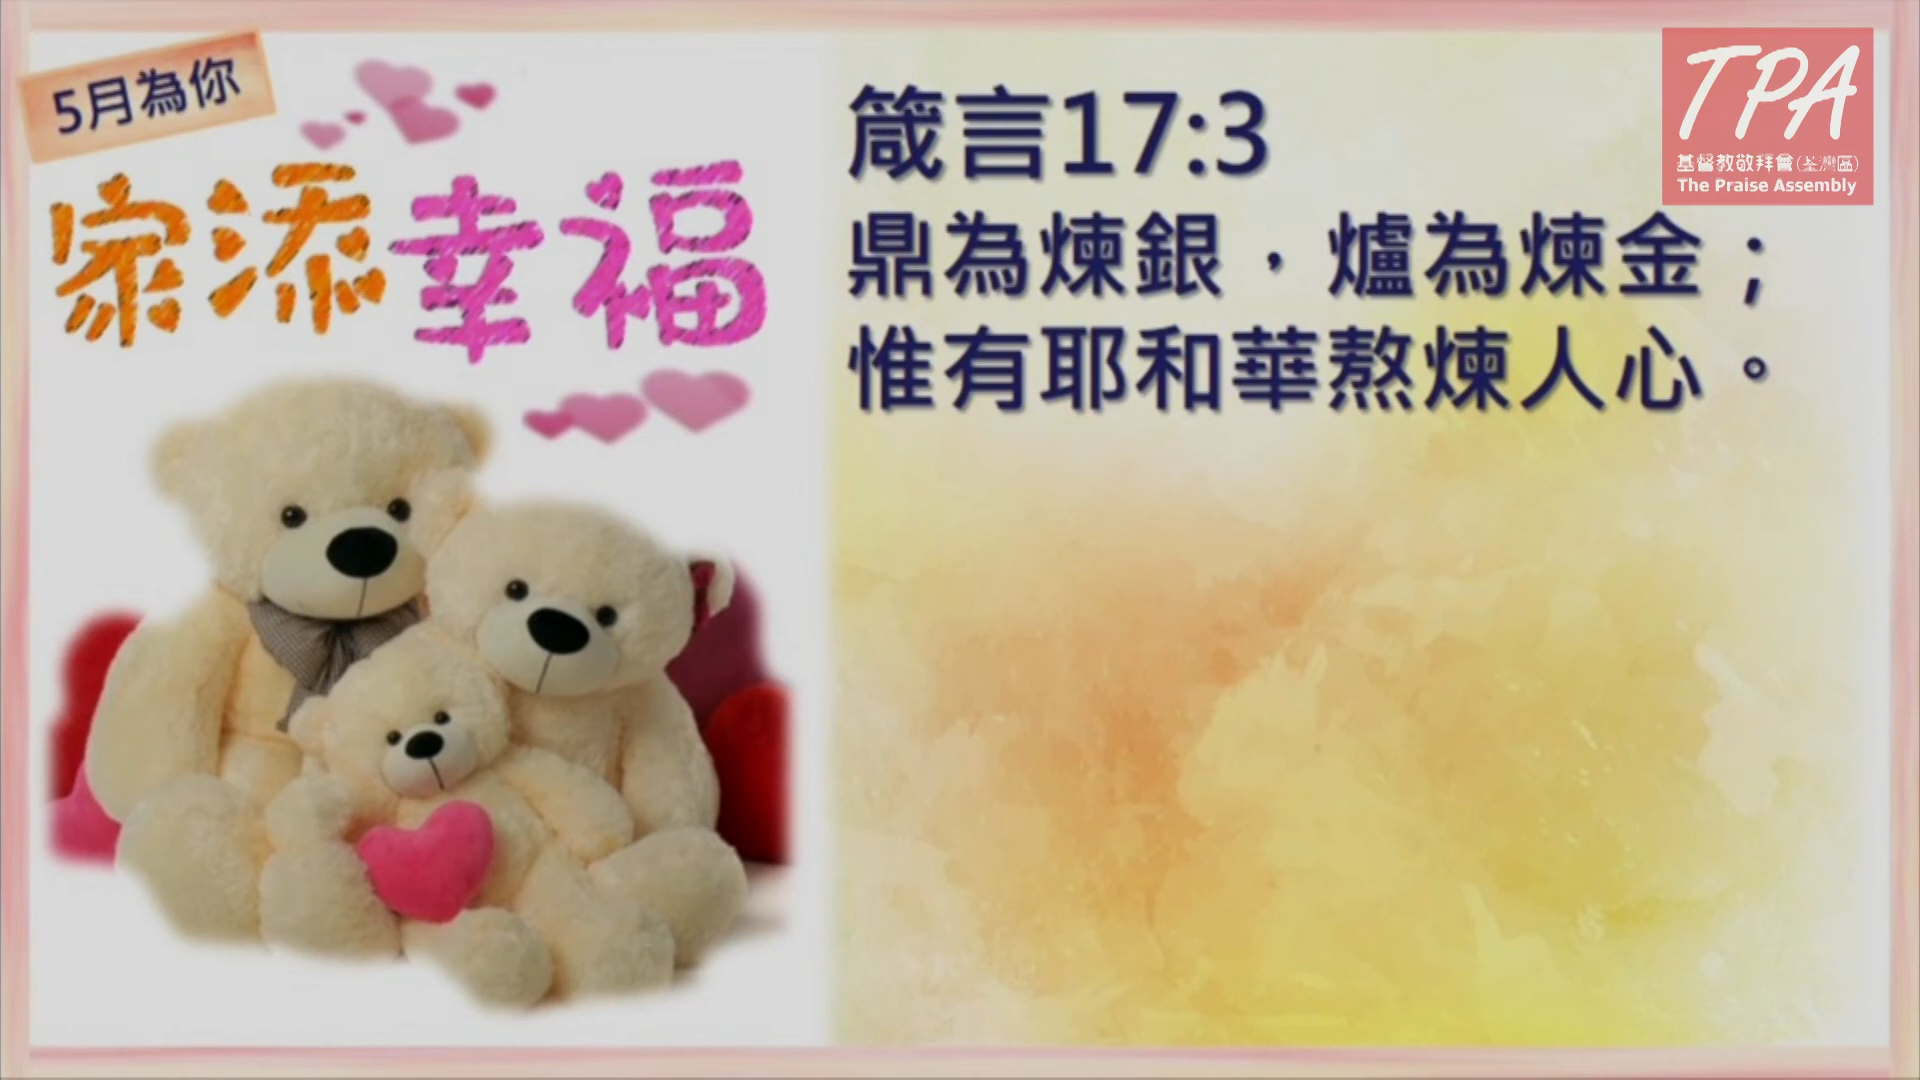 5月為你
家添幸福
箴言17:3
鼎為煉銀，爐為煉金；
惟有耶和華熬煉人心。
TPA
基督教敬拜會(荃灣區)
The Praise Assembly